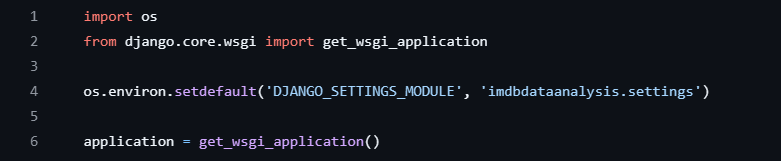 1 import os
2 from django.core.wsgi import get_wsgi_application
3
4 os.environ.setdefault('DJANGO_SETTINGS_MODULE', 'imdbdataanalysis.settings')
5
6 application = get_wsgi_application()